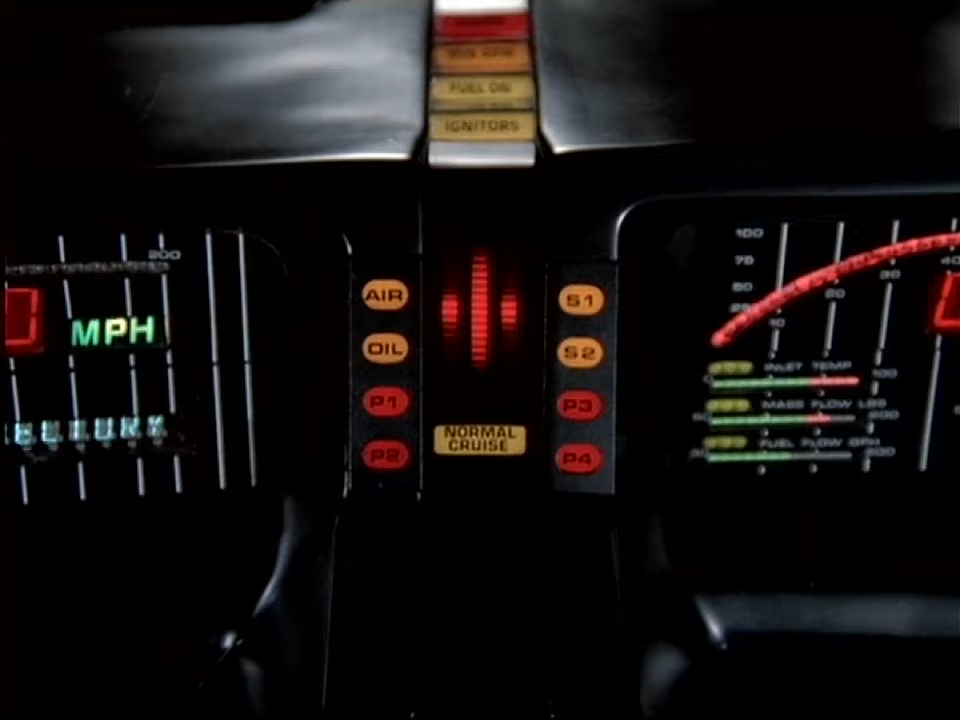 FUEL ON
IGNITORS
200
MPH
AIR
OIL
P1
P2
NORMAL
CRUISE
S1
S2
P3
P4
100
75
50
25
10
20
30
40
INLET TEMP
100
MASS FLOW LBS
200
FUEL FLOW GPH
200